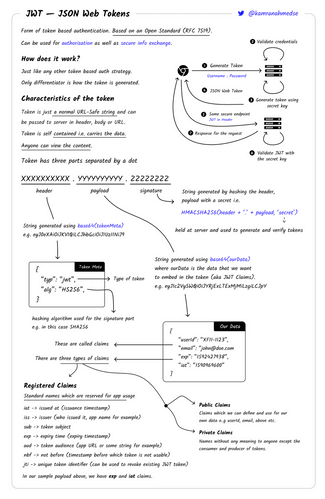 JWT — JSON Web Tokens
@kamranahmedse
Form of token based authentication. Based on an Open Standard (RFC 7519).
Can be used for authorisation as well as secure info exchange.
How does it work?
Just like any other token based auth strategy.
Only differentiator is how the token is generated.
Characteristics of the token
Token is just a normal URL-Safe string and can
be passed to server in header, body or URL.
Token is self contained i.e. carries the data.
Anyone can view the content.
2 Validate credentials
1 Generate Token
Username : Password
4 JSON Web Token
3 Generate token using
secret key
5 Some secure endpoint
JWT in Header
7 Response for the request
6 Validate JWT with
the secret key
Token has three parts separated by a dot
XXXXXXXXXX . YYYYYYYYYY . ZZZZZZZZ
header
payload
signature
String generated by hashing the header,
payload with a secret i.e.
HMACSHA256(header + "." + payload, 'secret')
held at server and used to generate and verify tokens
String generated using base64(tokenMeta)
String generated using base64(ourData)
where ourData is the data that we want
to embed in the token (aka JWT Claims).
Token Meta
{
"typ": "jwt",
"alg": "HS256",
}
Type of token
hashing algorithm used for the signature part
e.g. in this case SHA256
Our Data
{
"userId": "XF11-1123",
"email": "john@doe.com"
"exp": "1592427938",
"iat": "1590969600"
}
These are called claims
There are three types of claims
Registered Claims
Standard names which are reserved for app usage
iat -> issued at (issuance timestamp)
iss -> issuer (who issued it, app name for example)
sub -> token subject
exp -> expiry time (expiry timestamp)
aud -> token audience (app URL or some string for example)
nbf -> not before (timestamp before which token is not usable)
jti -> unique token identifier (can be used to revoke existing JWT token)
In our sample payload above, we have exp and iat claims.
Public Claims
Claims which we can define and use for our
own data e.g. userId, email, above etc.
Private Claims
Names without any meaning to anyone except the
consumer and producer of tokens.